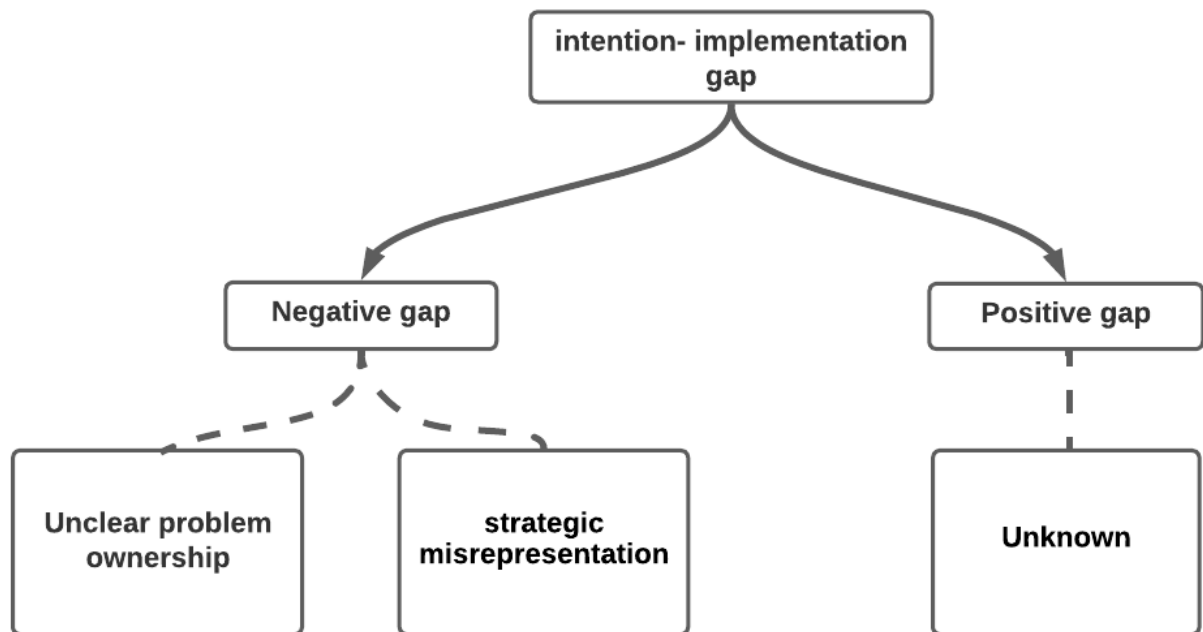 intention- implementation
gap
Negative gap
Positive gap
Unclear problem
ownership
strategic
misrepresentation
Unknown